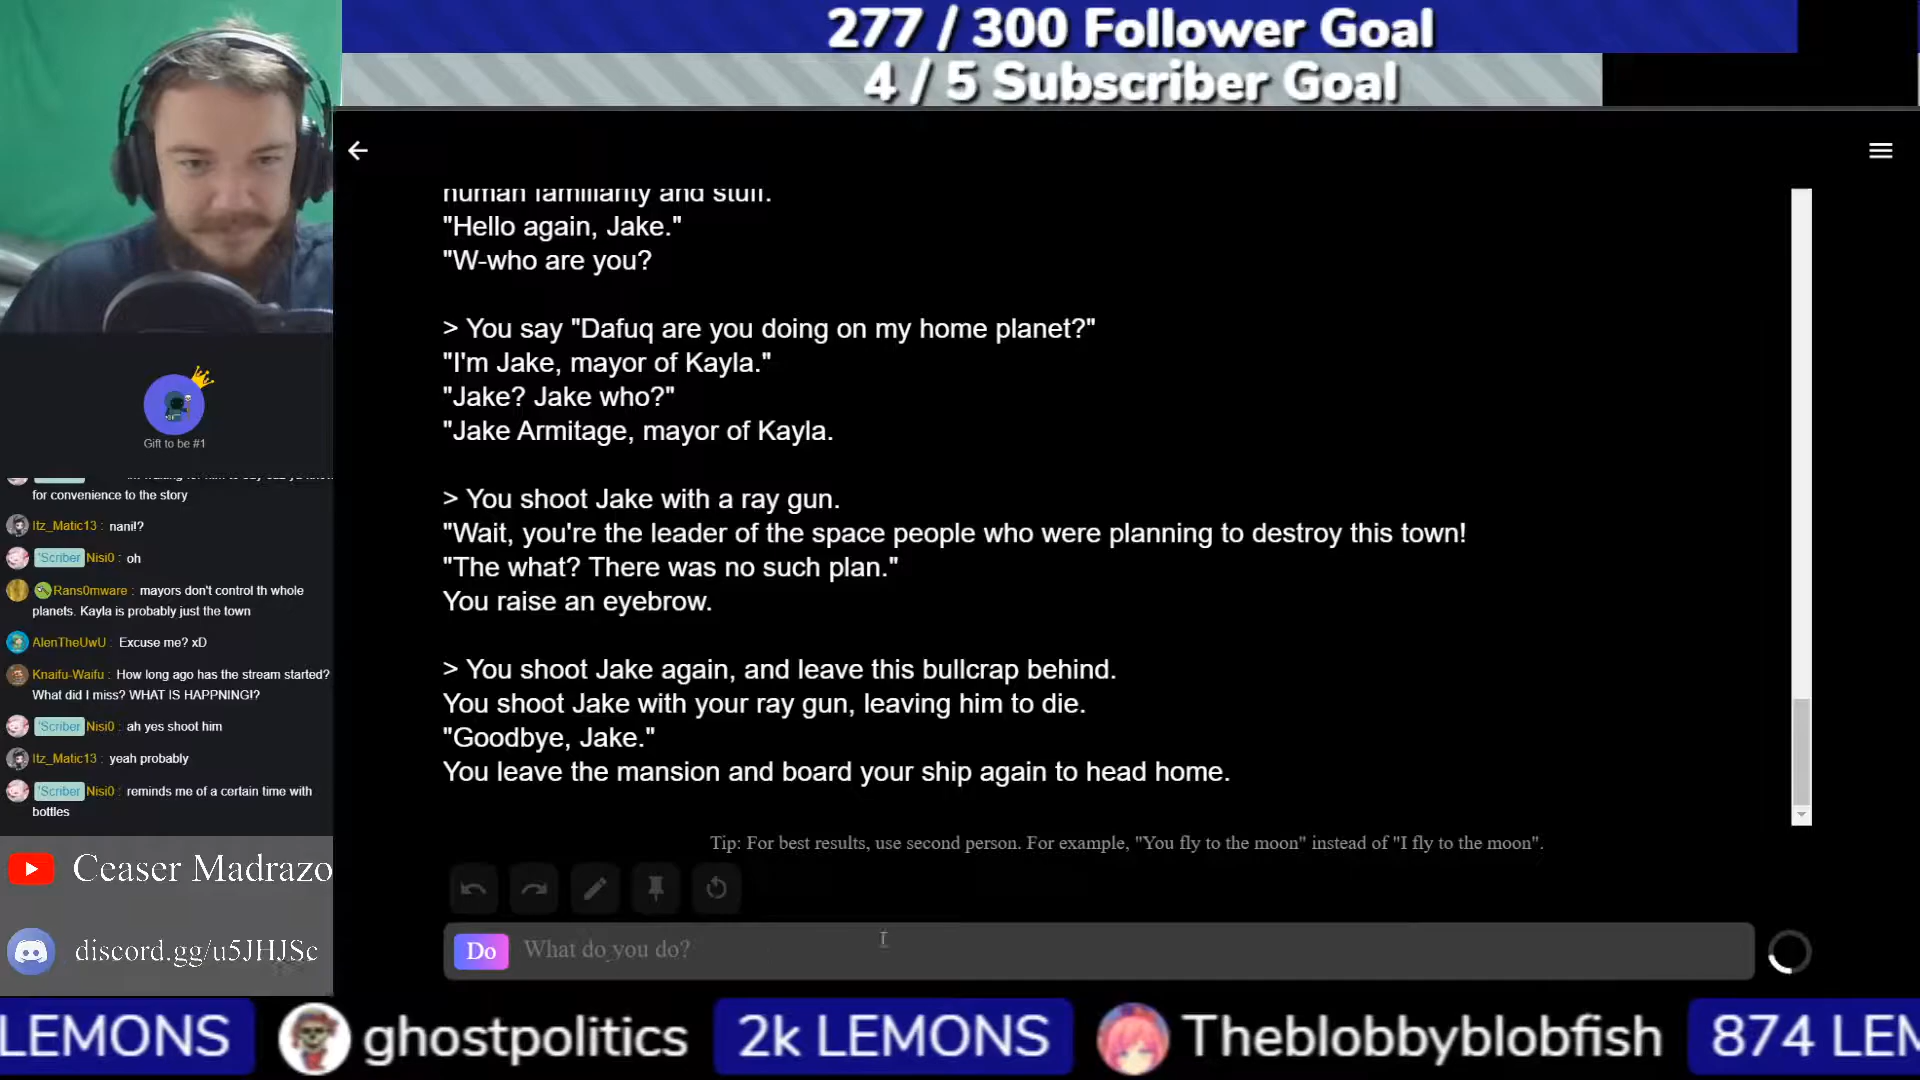 277 / 300 Follower Goal
4 / 5 Subscriber Goal
human familiarity and stuff.
"Hello again, Jake."
"W-who are you?
> You say "Dafuq are you doing on my home planet?"
"I'm Jake, mayor of Kayla."
"Jake? Jake who?"
"Jake Armitage, mayor of Kayla.
> You shoot Jake with a ray gun.
"Wait, you're the leader of the space people who were planning to destroy this town!
"The what? There was no such plan."
You raise an eyebrow.
> You shoot Jake again, and leave this bullcrap behind.
You shoot Jake with your ray gun, leaving him to die.
"Goodbye, Jake."
You leave the mansion and board your ship again to head home.
Tip: For best results, use second person. For example, "You fly to the moon" instead of "I fly to the moon".
Do What do you do?
Gift to be #1
for convenience to the story
Itz_Matic13 : nani!?
'Scriber Nisi0 : oh
Rans0mware : mayors don't control th whole
planets. Kayla is probably just the town
AlenTheUwU : Excuse me? xD
Knaifu-Waifu : How long ago has the stream started?
What did I miss? WHAT IS HAPPNING!?
'Scriber Nisi0 : ah yes shoot him
Itz_Matic13 : yeah probably
'Scriber Nisi0 : reminds me of a certain time with
bottles
Ceaser Madrazo
discord.gg/u5JHJSc
LEMONS ghostpolitics 2k LEMONS Theblobbyblobfish 874 LEM